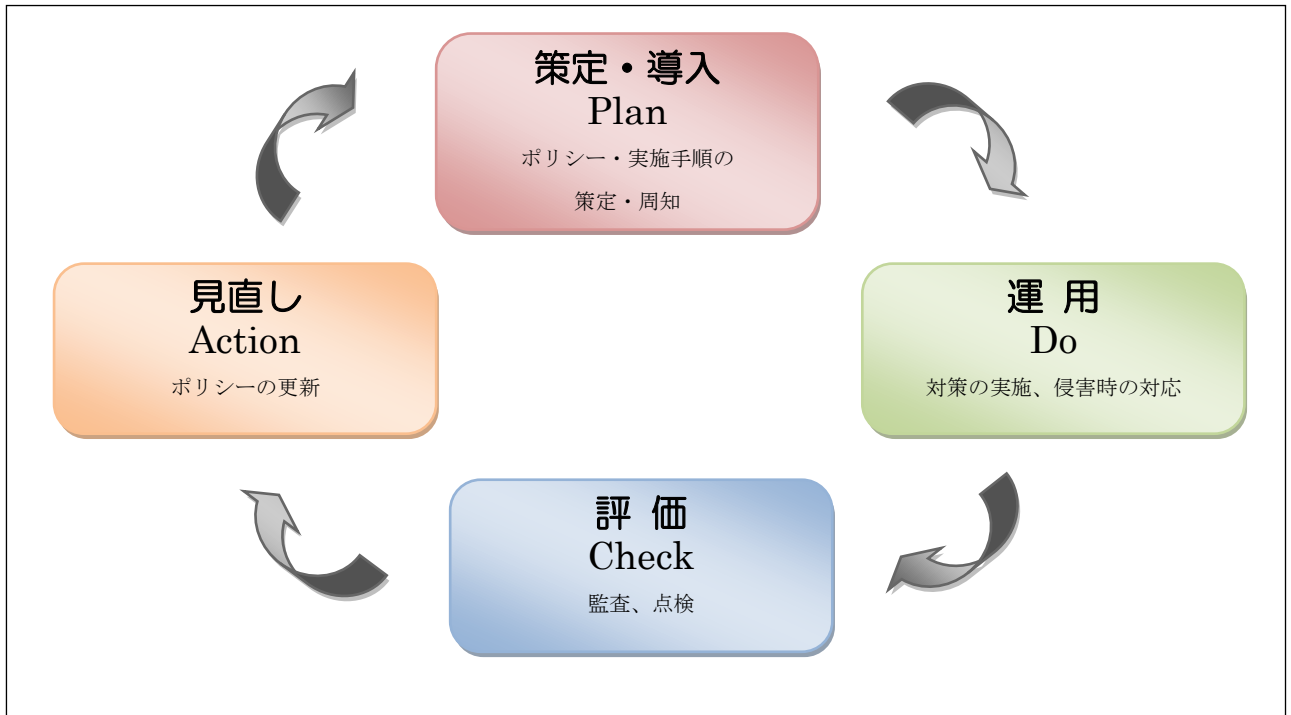 策定・導入
Plan
ポリシー・実施手順の
策定・周知
見直し
Action
ポリシーの更新
運 用
Do
対策の実施、侵害時の対応
評 価
Check
監査、点検